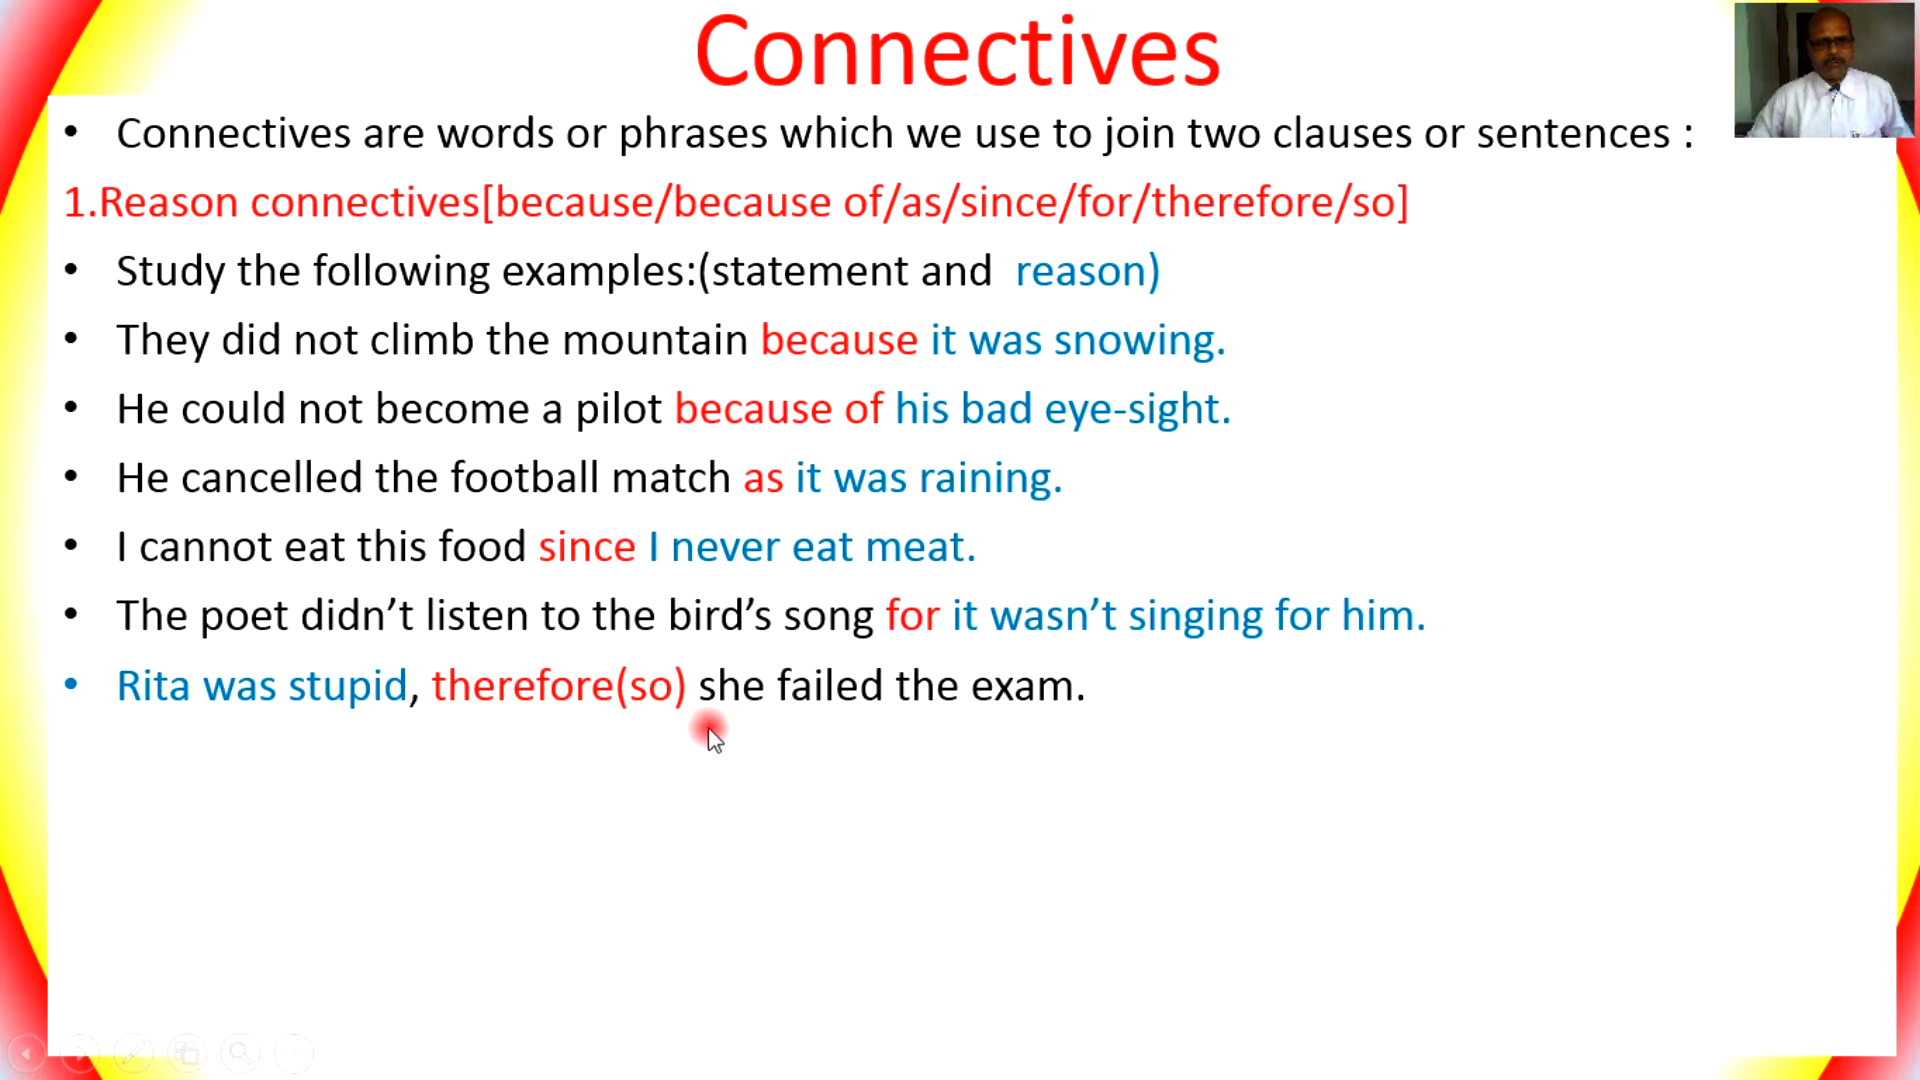 Connectives
• Connectives are words or phrases which we use to join two clauses or sentences :
1.Reason connectives[because/because of/as/since/for/therefore/so]
• Study the following examples:(statement and  reason)
• They did not climb the mountain because it was snowing.
• He could not become a pilot because of his bad eye-sight.
• He cancelled the football match as it was raining.
• I cannot eat this food since I never eat meat.
• The poet didn’t listen to the bird’s song for it wasn’t singing for him.
• Rita was stupid, therefore(so) she failed the exam.